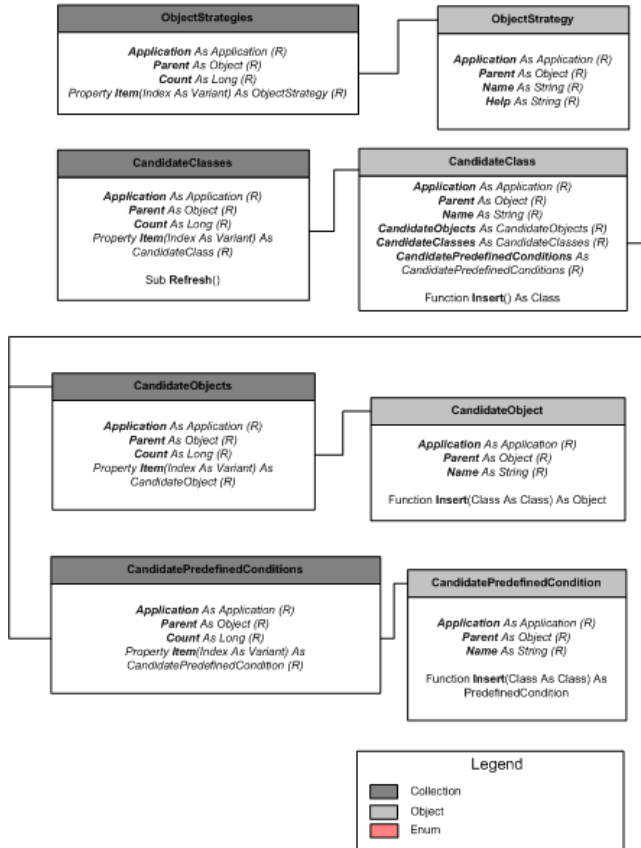 ObjectStrategies
Application As Application (R)
Parent As Object (R)
Count As Long (R)
Property Item(Index As Variant) As ObjectStrategy (R)
ObjectStrategy
Application As Application (R)
Parent As Object (R)
Name As String (R)
Help As String (R)
CandidateClasses
Application As Application (R)
Parent As Object (R)
Count As Long (R)
Property Item(Index As Variant) As
CandidateClass (R)
Sub Refresh()
CandidateClass
Application As Application (R)
Parent As Object (R)
Name As String (R)
CandidateObjects As CandidateObjects (R)
CandidateClasses As CandidateClasses (R)
CandidatePredefinedConditions As
CandidatePredefinedConditions (R)
Function Insert() As Class
CandidateObjects
Application As Application (R)
Parent As Object (R)
Count As Long (R)
Property Item(Index As Variant) As
CandidateObject (R)
CandidateObject
Application As Application (R)
Parent As Object (R)
Name As String (R)
Function Insert(Class As Class) As Object
CandidatePredefinedConditions
Application As Application (R)
Parent As Object (R)
Count As Long (R)
Property Item(Index As Variant) As
CandidatePredefinedCondition (R)
CandidatePredefinedCondition
Application As Application (R)
Parent As Object (R)
Name As String (R)
Function Insert(Class As Class) As
PredefinedCondition
Legend
Collection
Object
Enum